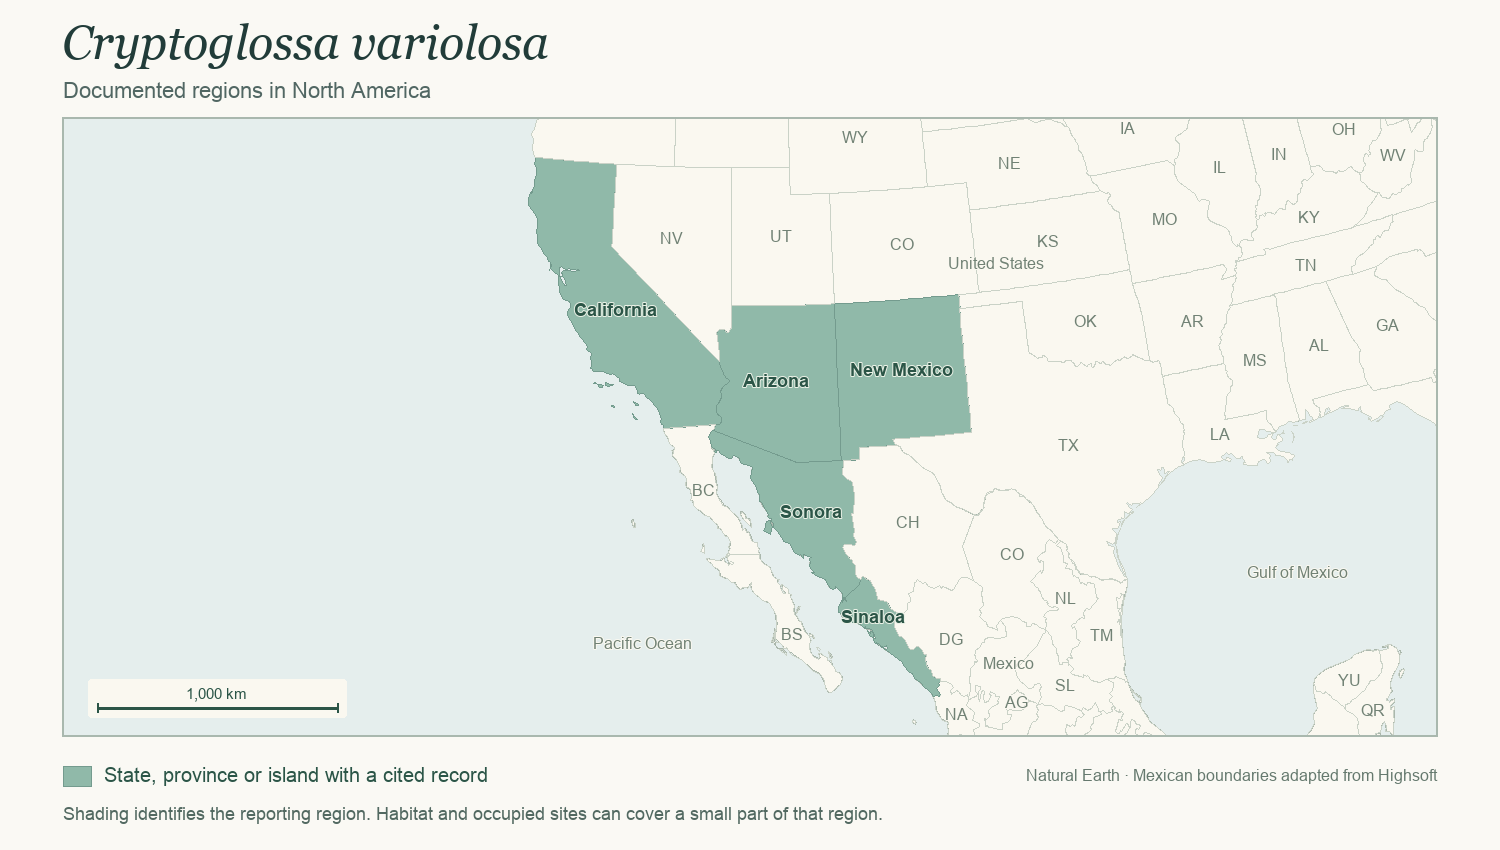 Cryptoglossa variolosa
Documented regions in North America
WY
IA
OH
NE
IL
IN
WV
MO
KY
NV
UT
CO
KS
United States
TN
California
OK
AR
GA
MS
AL
Arizona
New Mexico
TX
LA
BC
Sonora
CH
CO
Gulf of Mexico
NL
Sinaloa
Pacific Ocean
BS
DG
TM
Mexico
SL
YU
1,000 km
NA
AG
QR
State, province or island with a cited record
Natural Earth · Mexican boundaries adapted from Highsoft
Shading identifies the reporting region. Habitat and occupied sites can cover a small part of that region.